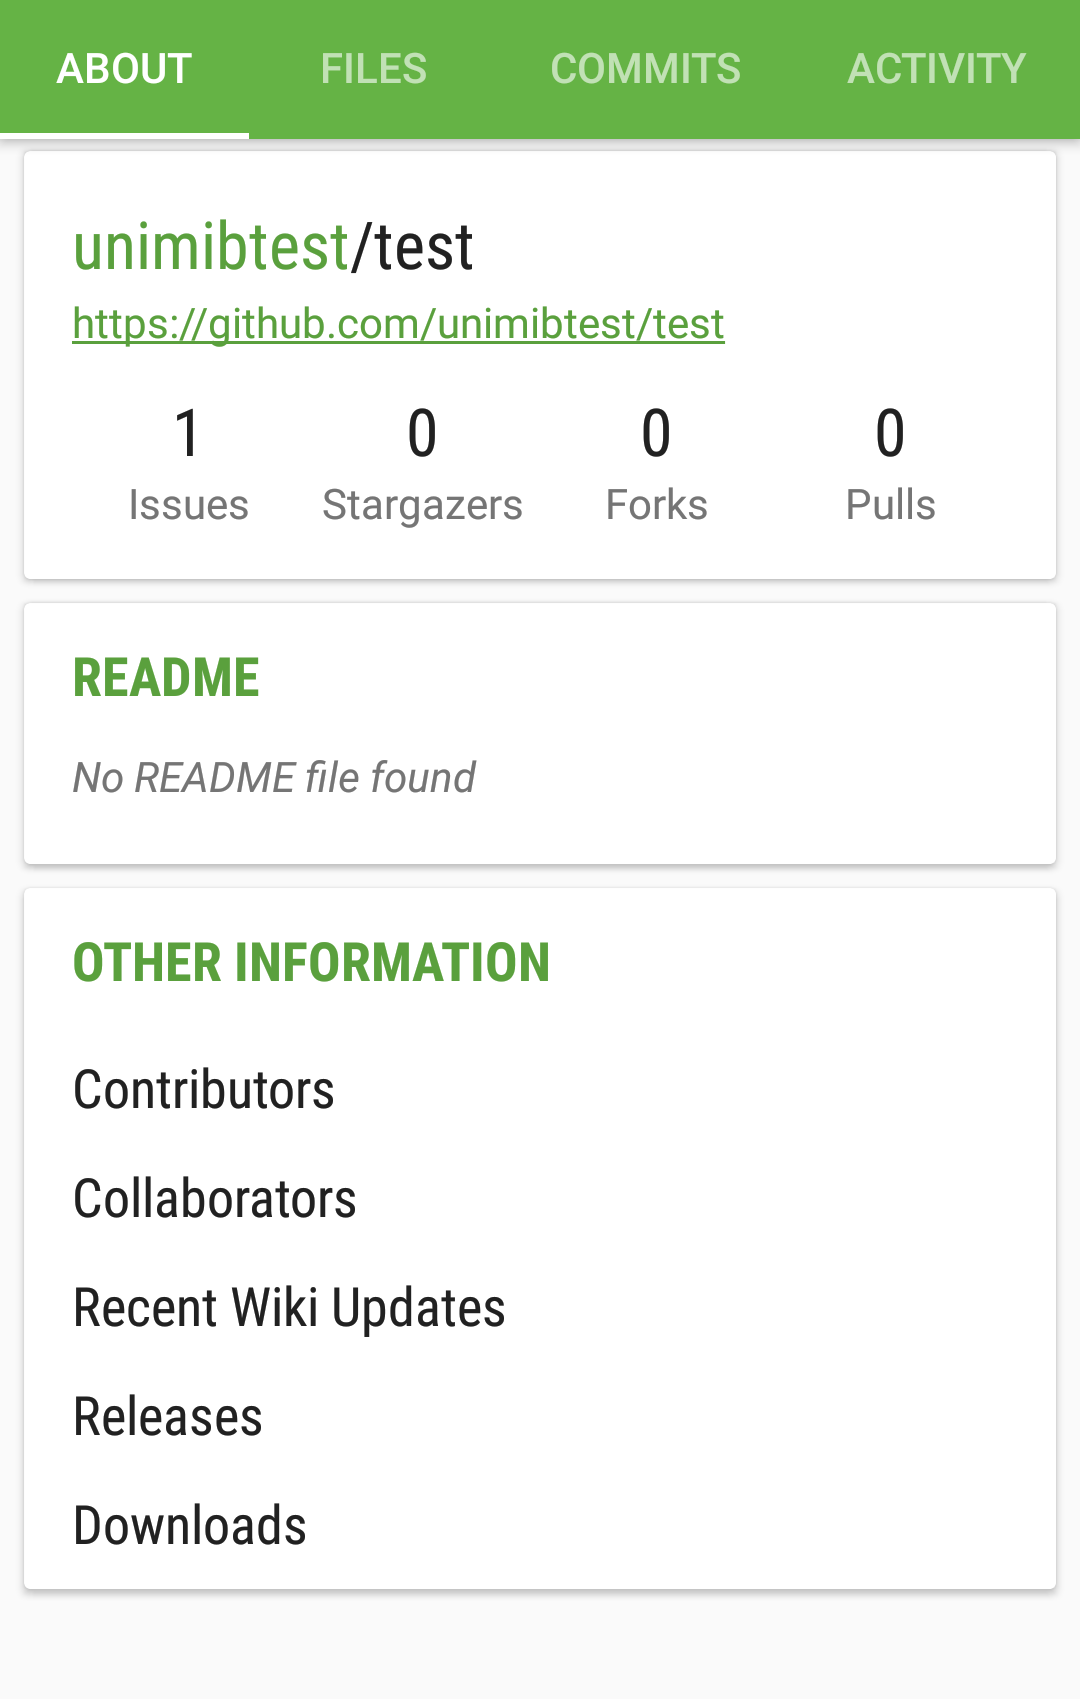 ABOUT FILES COMMITS ACTIVITY
unimibtest/test
https://github.com/unimibtest/test
1 0 0 0
Issues Stargazers Forks Pulls
README
No README file found
OTHER INFORMATION
Contributors
Collaborators
Recent Wiki Updates
Releases
Downloads